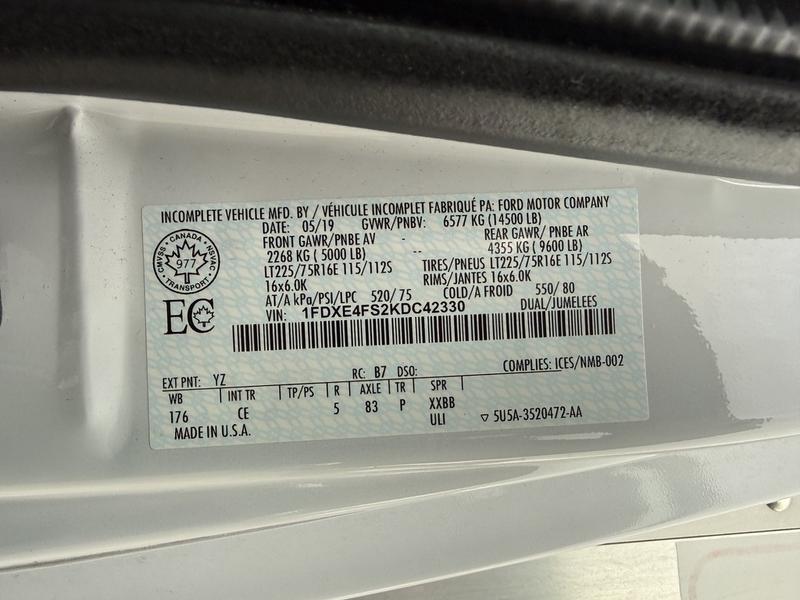 INCOMPLETE VEHICLE MFD. BY / VÉHICULE INCOMPLET FABRIQUÉ PA: FORD MOTOR COMPANY
DATE: 05/19 GVWR/PNBV: 6577 KG (14500 LB)
FRONT GAWR/PNBE AV - REAR GAWR/ PNBE AR
2268 KG ( 5000 LB) -- 4355 KG ( 9600 LB)
LT225/75R16E 115/112S TIRES/PNEUS LT225/75R16E 115/112S
16x6.0K RIMS/JANTES 16x6.0K
AT/A kPa/PSI/LPC 520/75 COLD/A FROID 550/ 80
VIN: 1FDXE4FS2KDC42330 DUAL/JUMELEES
CMVSS - CANADA - NSVAC
977
TRANSPORT
EC
COMPLIES: ICES/NMB-002
EXT PNT: YZ RC: B7 DSO:
WB INT TR TP/PS R AXLE TR SPR
176 CE 5 83 P XXBB
ULI ▽ 5U5A-3520472-AA
MADE IN U.S.A.